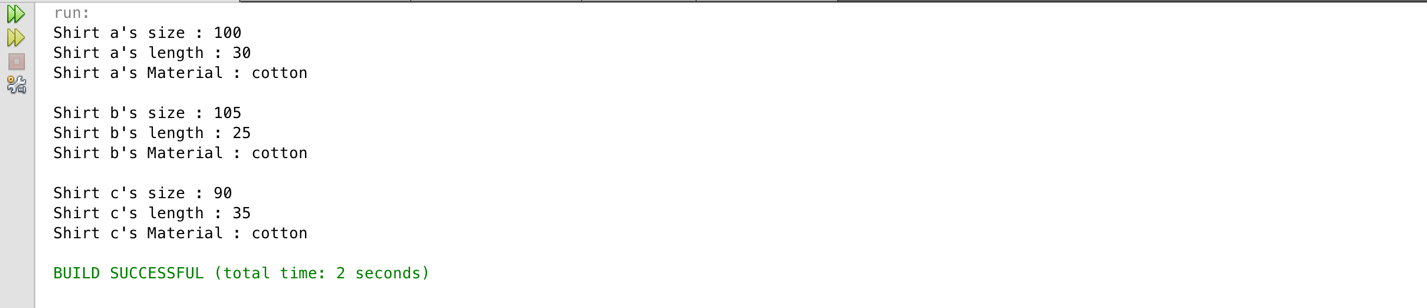 run:
Shirt a's size : 100
Shirt a's length : 30
Shirt a's Material : cotton
Shirt b's size : 105
Shirt b's length : 25
Shirt b's Material : cotton
Shirt c's size : 90
Shirt c's length : 35
Shirt c's Material : cotton
BUILD SUCCESSFUL (total time: 2 seconds)